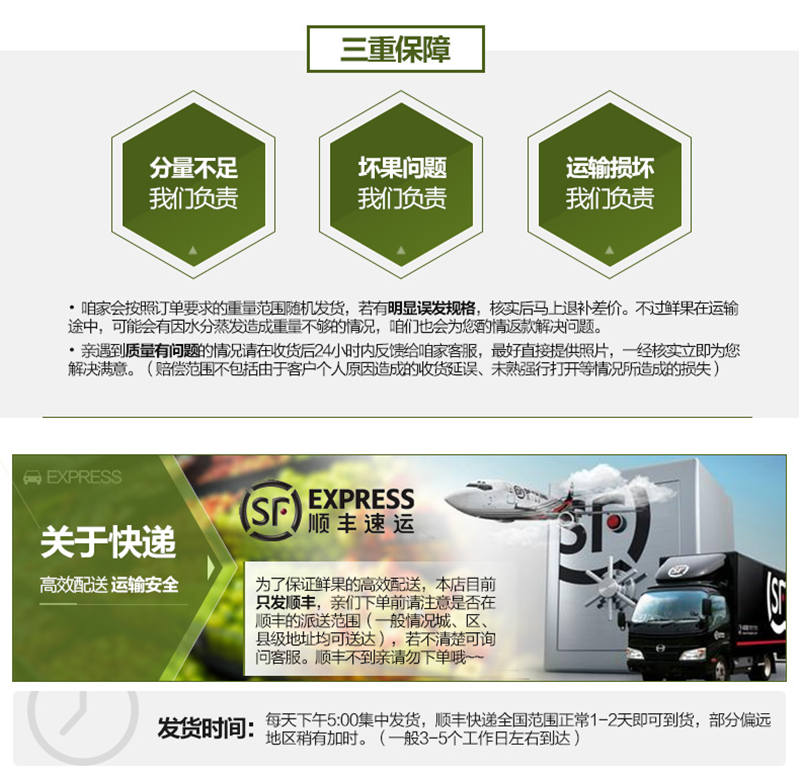 三重保障
分量不足
我们负责
坏果问题
我们负责
运输损坏
我们负责
• 咱家会按照订单要求的重量范围随机发货，若有明显误发规格，核实后马上退补差价。不过鲜果在运输
途中，可能会有因水分蒸发造成重量不够的情况，咱们也会为您酌情返款解决问题。
• 亲遇到质量有问题的情况请在收货后24小时内反馈给咱家客服，最好直接提供照片，一经核实立即为您
解决满意。（赔偿范围不包括由于客户个人原因造成的收货延误、未熟强行打开等情况所造成的损失）
EXPRESS
关于快递
高效配送 运输安全
SF EXPRESS
顺丰速运
为了保证鲜果的高效配送，本店目前
只发顺丰，亲们下单前请注意是否在
顺丰的派送范围（一般情况城、区、
县级地址均可送达），若不清楚可询
问客服。顺丰不到亲请勿下单哦~~
SF
发货时间：
每天下午5:00集中发货，顺丰快递全国范围正常1-2天即可到货，部分偏远
地区稍有加时。（一般3-5个工作日左右到达）